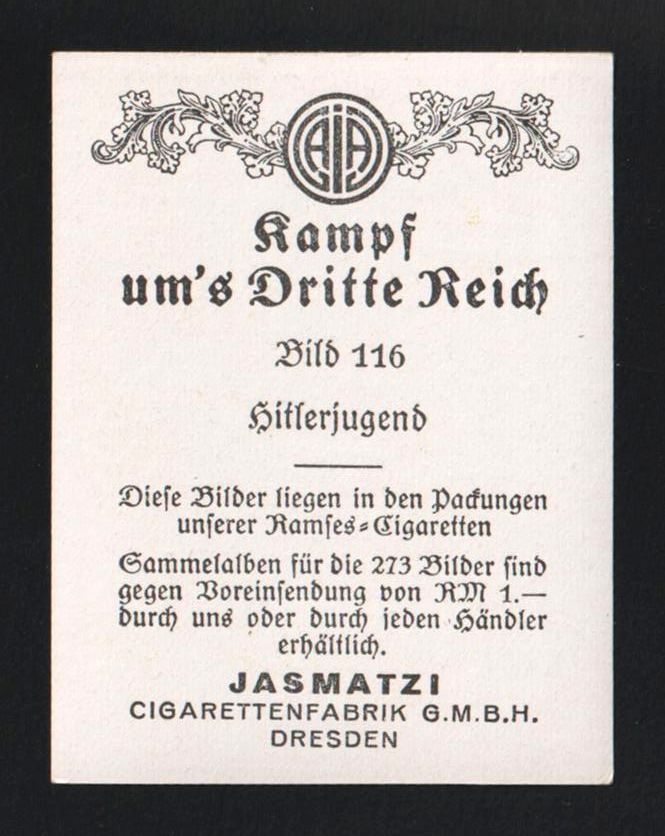 Kampf
um's Dritte Reich
Bild 116
Hitlerjugend
Diese Bilder liegen in den Packungen
unserer Ramses-Cigaretten
Sammelalben für die 273 Bilder sind
gegen Voreinsendung von RM 1.—
durch uns oder durch jeden Händler
erhältlich.
JASMATZI
CIGARETTENFABRIK G.M.B.H.
DRESDEN